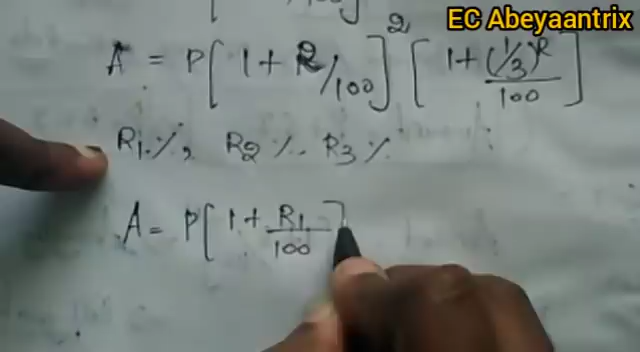 EC Abeyaantrix
A = P[1 + R/100]² [1 + (1/3)R/100]
R1 %, R2 %. R3 %
A = P[1 + R1/100]